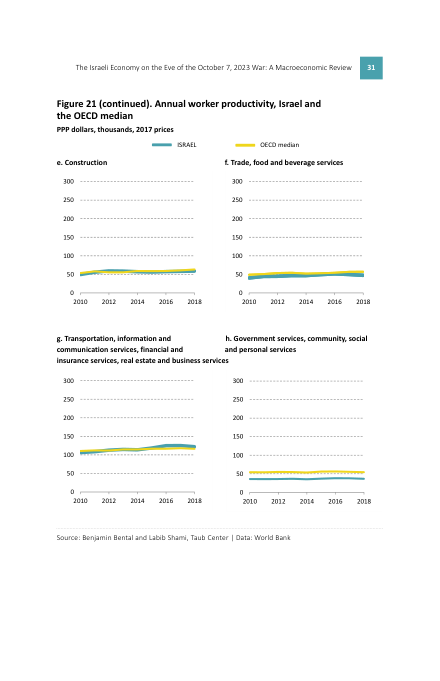 The Israeli Economy on the Eve of the October 7, 2023 War: A Macroeconomic Review 31
Figure 21 (continued). Annual worker productivity, Israel and
the OECD median
PPP dollars, thousands, 2017 prices
ISRAEL OECD median
e. Construction
300
250
200
150
100
50
0
2010 2012 2014 2016 2018
f. Trade, food and beverage services
300
250
200
150
100
50
0
2010 2012 2014 2016 2018
g. Transportation, information and
communication services, financial and
insurance services, real estate and business services
300
250
200
150
100
50
0
2010 2012 2014 2016 2018
h. Government services, community, social
and personal services
300
250
200
150
100
50
0
2010 2012 2014 2016 2018
Source: Benjamin Bental and Labib Shami, Taub Center | Data: World Bank